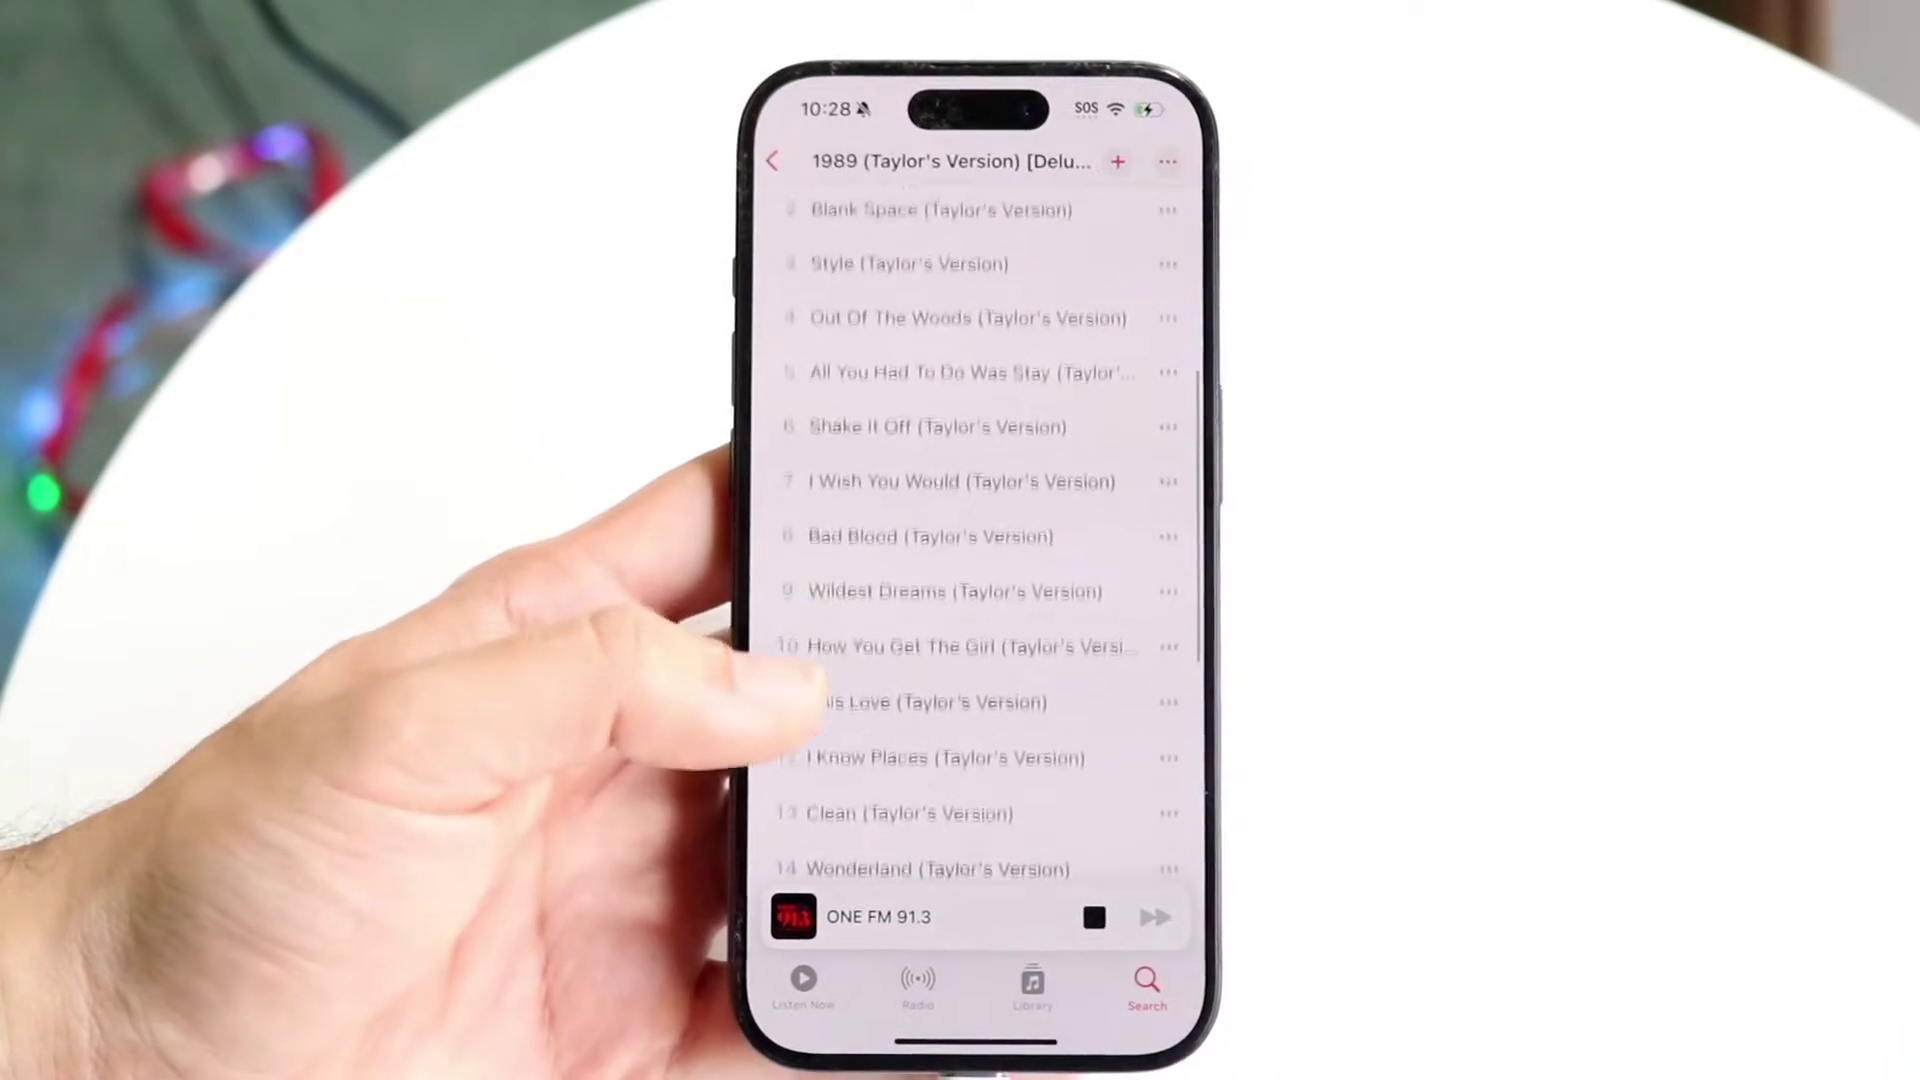 10:28 SOS
1989 (Taylor's Version) [Delu...
2 Blank Space (Taylor's Version)
3 Style (Taylor's Version)
4 Out Of The Woods (Taylor's Version)
5 All You Had To Do Was Stay (Taylor'...
6 Shake It Off (Taylor's Version)
7 I Wish You Would (Taylor's Version)
8 Bad Blood (Taylor's Version)
9 Wildest Dreams (Taylor's Version)
10 How You Get The Girl (Taylor's Versi...
is Love (Taylor's Version)
12 I Know Places (Taylor's Version)
13 Clean (Taylor's Version)
14 Wonderland (Taylor's Version)
91.3 ONE FM 91.3
Listen Now Radio Library Search